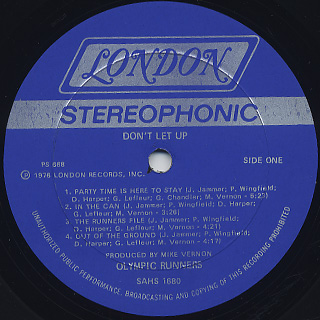 LONDON
STEREOPHONIC
DON'T LET UP
PS 668
SIDE ONE
℗ 1976 LONDON RECORDS, INC.
1. PARTY TIME IS HERE TO STAY (J. Jammer; P. Wingfield;
D. Harper; G. Lefleur; G. Chandler; M. Vernon - 5:25)
2. IN THE CAN (J. Jammer; P. Wingfield; D. Harper;
G. Lefleur; M. Vernon - 3:26)
3. THE RUNNERS FILE (J. Jammer; P. Wingfield;
D. Harper; G. Lefleur; M. Vernon - 4:21)
4. OUT OF THE GROUND (J. Jammer; P. Wingfield;
D. Harper; G. Lefleur; M. Vernon - 4:17)
PRODUCED BY MIKE VERNON
OLYMPIC RUNNERS
SAHS 1880
UNAUTHORIZED PUBLIC PERFORMANCE, BROADCASTING AND COPYING OF THIS RECORDING PROHIBITED